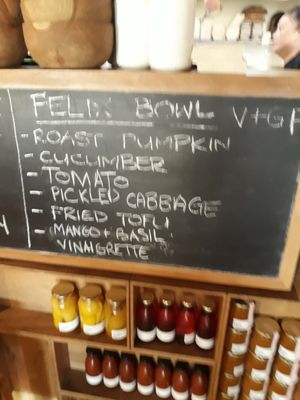 FELIX BOWL V+GF
- ROAST PUMPKIN
- CUCUMBER
- TOMATO
- PICKLED CABBAGE
- FRIED TOFU
- MANGO + BASIL
VINAIGRETTE